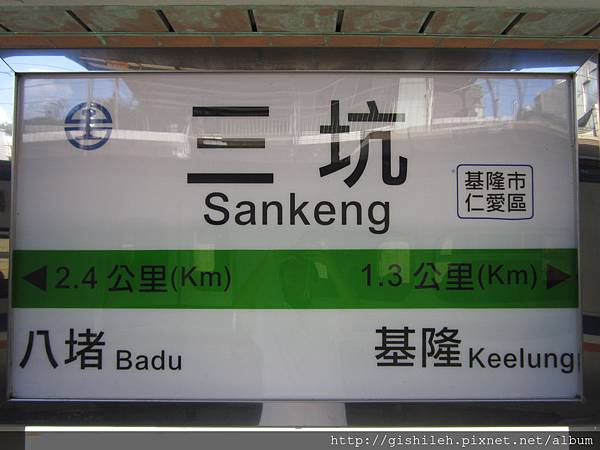 三坑
Sankeng
基隆市
仁愛區
2.4 公里(Km)
1.3 公里(Km)
八堵 Badu
基隆 Keelung
http://gishileh.pixnet.net/album